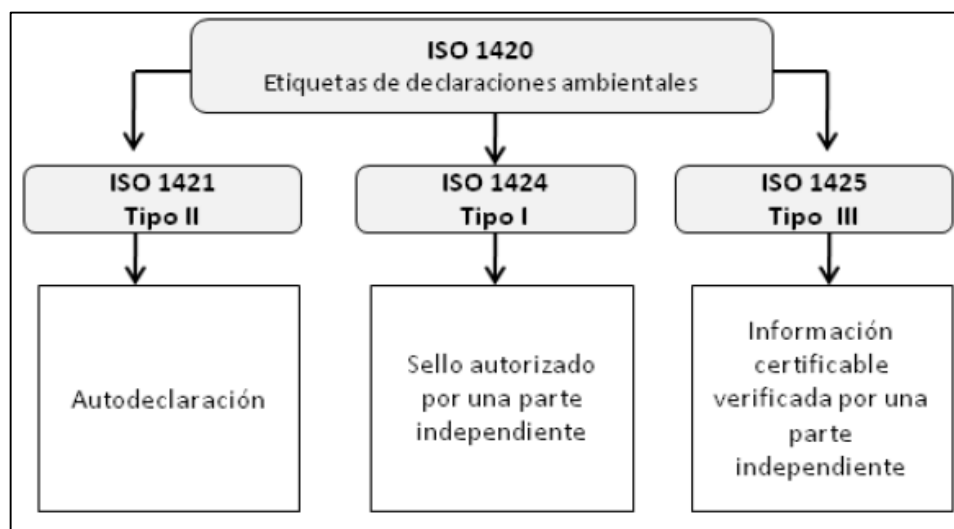 ISO 1420
Etiquetas de declaraciones ambientales
ISO 1421
Tipo II
ISO 1424
Tipo I
ISO 1425
Tipo III
Autodeclaración
Sello autorizado
por una parte
independiente
Información
certificable
verificada por una
parte
independiente